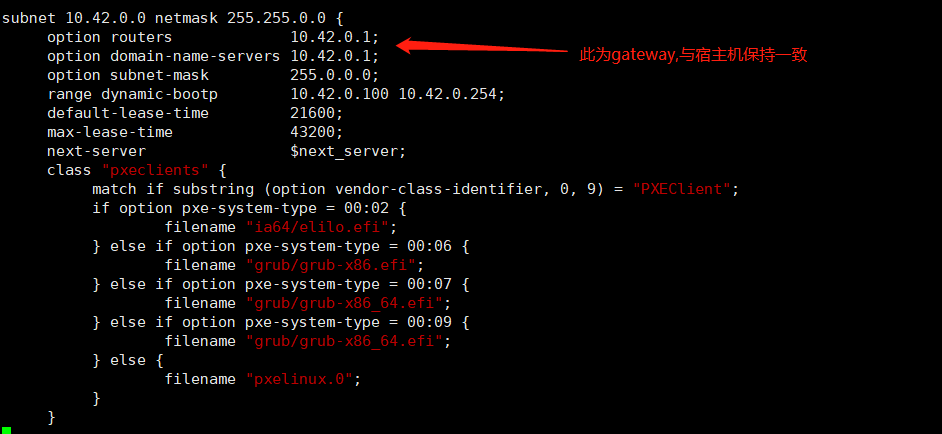 subnet 10.42.0.0 netmask 255.255.0.0 {
option routers 10.42.0.1;
此为gateway,与宿主机保持一致
option domain-name-servers 10.42.0.1;
option subnet-mask 255.0.0.0;
range dynamic-bootp 10.42.0.100 10.42.0.254;
default-lease-time 21600;
max-lease-time 43200;
next-server $next_server;
class "pxeclients" {
match if substring (option vendor-class-identifier, 0, 9) = "PXEClient";
if option pxe-system-type = 00:02 {
filename "ia64/elilo.efi";
} else if option pxe-system-type = 00:06 {
filename "grub/grub-x86.efi";
} else if option pxe-system-type = 00:07 {
filename "grub/grub-x86_64.efi";
} else if option pxe-system-type = 00:09 {
filename "grub/grub-x86_64.efi";
} else {
filename "pxelinux.0";
}
}